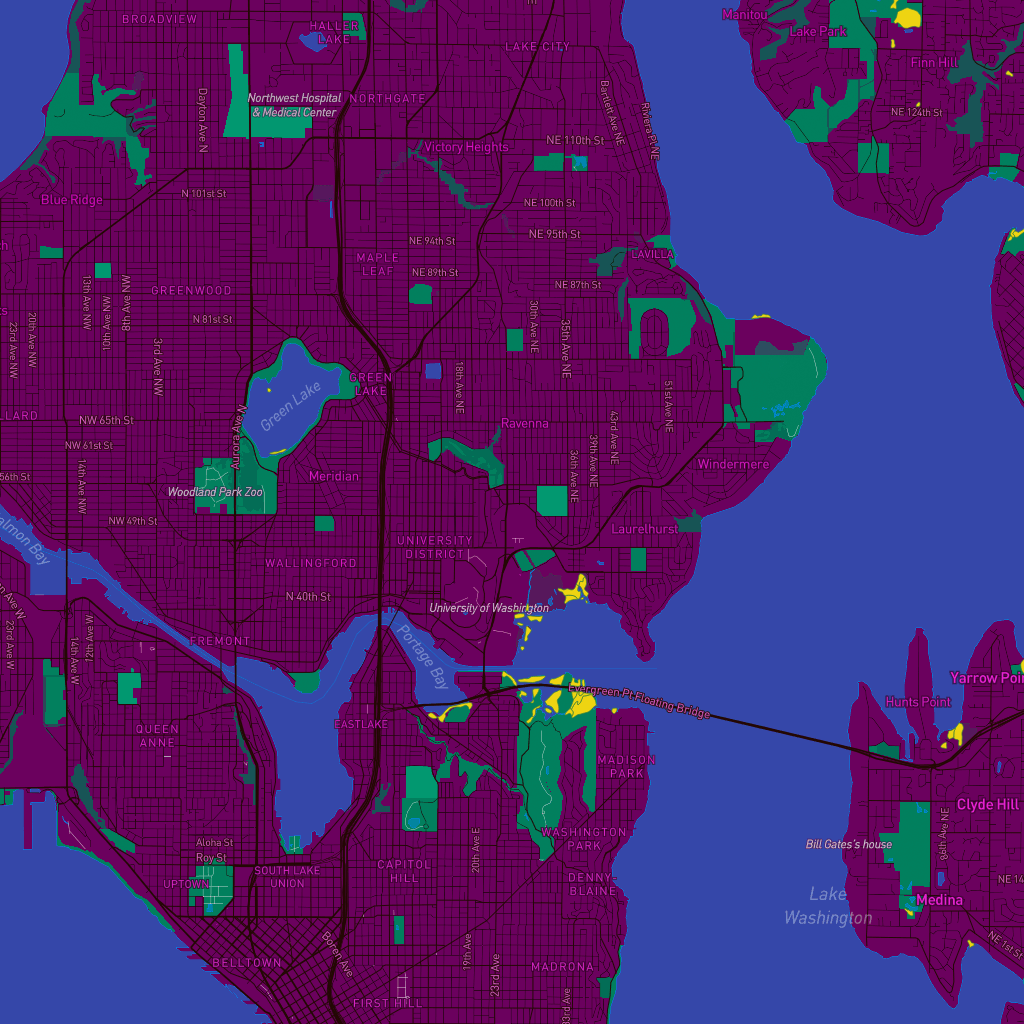 BROADVIEW
HALLER
LAKE
LAKE CITY
Manitou
Lake Park
Finn Hill
Dayton Ave N
Northwest Hospital
& Medical Center
NORTHGATE
Bartlett Ave NE
Riviera Pl NE
NE 124th St
Victory Heights
NE 110th St
Blue Ridge
N 101st St
NE 100th St
NE 94th St
NE 95th St
MAPLE
LEAF
NE 89th St
LAVILLA
NE 87th St
GREENWOOD
13th Ave NW
10th Ave NW
8th Ave NW
N 81st St
23rd Ave NW
20th Ave NW
3rd Ave NW
30th Ave NE
35th Ave NE
GREEN
LAKE
Green Lake
18th Ave NE
51st Ave NE
LLARD
NW 65th St
Aurora Ave N
Ravenna
43rd Ave NE
39th Ave NE
36th Ave NE
NW 61st St
56th St
14th Ave NW
Woodland Park Zoo
Meridian
Windermere
NW 49th St
Laurelhurst
almon Bay
UNIVERSITY
DISTRICT
WALLINGFORD
N 40th St
University of Washington
on Ave W
23rd Ave W
14th Ave W
12th Ave W
FREMONT
Portage Bay
Evergreen Pt Floating Bridge
Yarrow Poin
Hunts Point
EASTLAKE
QUEEN
ANNE
MADISON
PARK
Clyde Hill
86th Ave NE
Aloha St
Roy St
20th Ave E
WASHINGTON
PARK
Bill Gates's house
UPTOWN
SOUTH LAKE
UNION
CAPITOL
HILL
DENNY-
BLAINE
NE 14
Lake
Washington
Medina
NE 1st St
BELLTOWN
Boren Ave
19th Ave
23rd Ave
MADRONA
FIRST HILL
33rd Ave